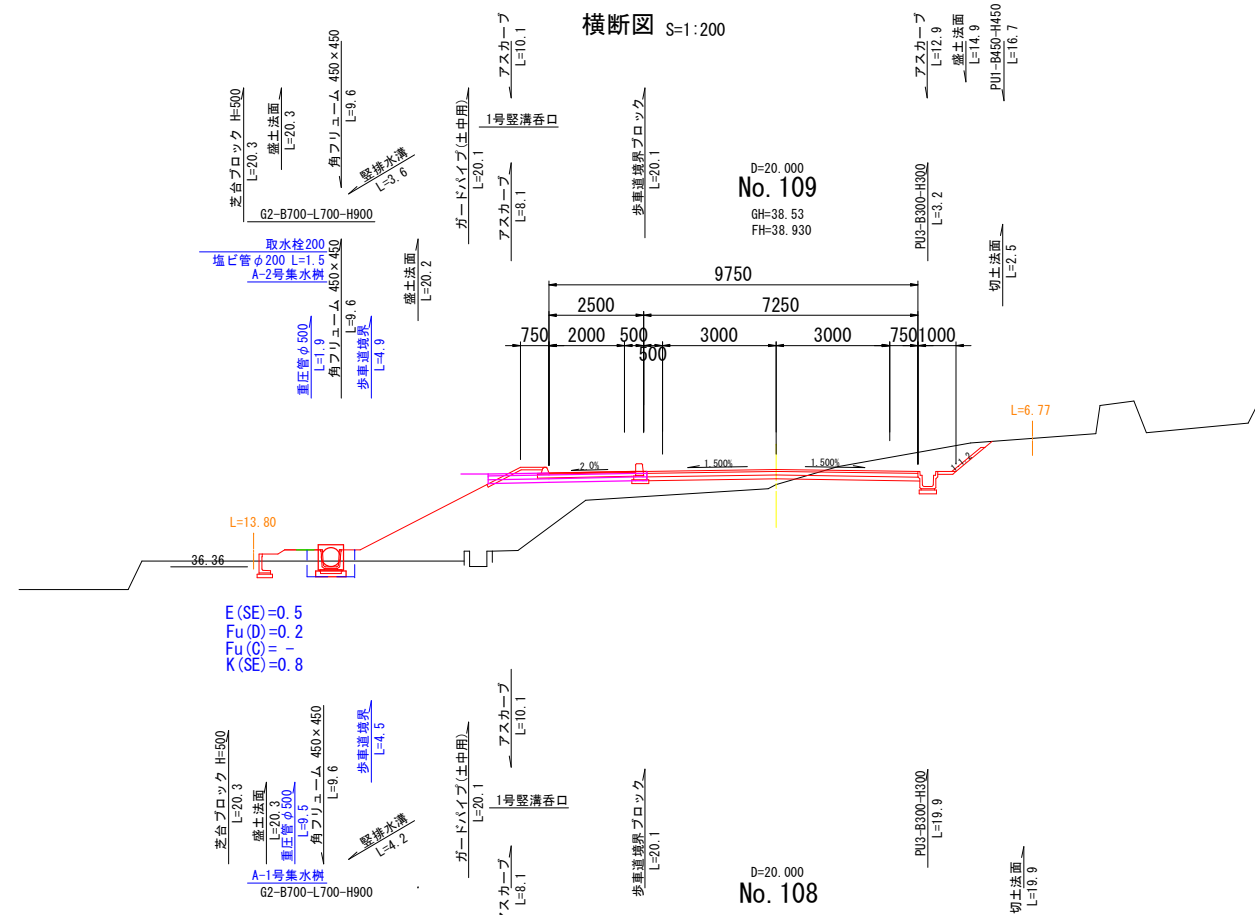 横断図 S=1:200
アスカーブ
L=10.1
アスカーブ
L=12.9
盛土法面
L=14.9
PU1-B450-H450
L=16.7
芝台ブロック H=500
L=20.3
盛土法面
L=20.3
角フリューム 450×450
L=9.6
竪排水溝
L=3.6
G2-B700-L700-H900
ガードパイプ(土中用)
L=20.1
1号竪溝呑口
アスカーブ
L=8.1
歩車道境界ブロック
L=20.1
D=20.000
No. 109
GH=38.53
FH=38.930
PU3-B300-H300
L=3.2
切土法面
L=2.5
取水栓200
塩ビ管φ200 L=1.5
A-2号集水桝
角フリューム 450×450
L=9.6
盛土法面
L=20.2
重圧管φ500
L=1.9
歩車道境界
L=4.9
9750
2500
7250
750
2000
500
500
3000
3000
750
1000
L=6.77
2.0%
1.500%
1.500%
1:1.2
L=13.80
36.36
E(SE)=0.5
Fu(D)=0.2
Fu(C)= -
K(SE)=0.8
芝台ブロック H=500
L=20.3
盛土法面
L=20.3
重圧管φ500
L=9.5
角フリューム 450×450
L=9.6
歩車道境界
L=4.5
竪排水溝
L=4.2
A-1号集水桝
G2-B700-L700-H900
ガードパイプ(土中用)
L=20.1
アスカーブ
L=10.1
1号竪溝呑口
アスカーブ
L=8.1
歩車道境界ブロック
L=20.1
D=20.000
No. 108
PU3-B300-H300
L=19.9
切土法面
L=19.9